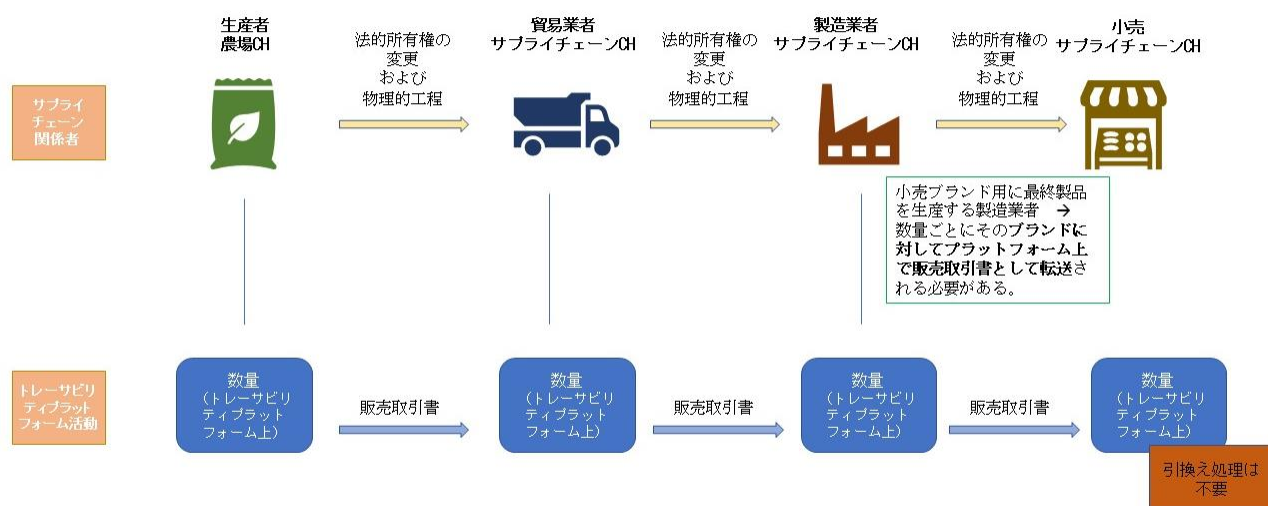 生産者
農場CH
法的所有権の
変更
および
物理的工程
貿易業者
サプライチェーンCH
法的所有権の
変更
および
物理的工程
製造業者
サプライチェーンCH
法的所有権の
変更
および
物理的工程
小売
サプライチェーンCH
サプライ
チェーン
関係者
小売ブランド用に最終製品
を生産する製造業者 →
数量ごとにそのブランドに
対してプラットフォーム上
で販売取引書として転送さ
れる必要がある。
トレーサビリ
ティプラット
フォーム活動
数量
(トレーサビリ
ティプラット
フォーム上)
販売取引書
数量
(トレーサビリ
ティプラット
フォーム上)
販売取引書
数量
(トレーサビリ
ティプラット
フォーム上)
販売取引書
数量
(トレーサビリ
ティプラット
フォーム上)
引換え処理は
不要